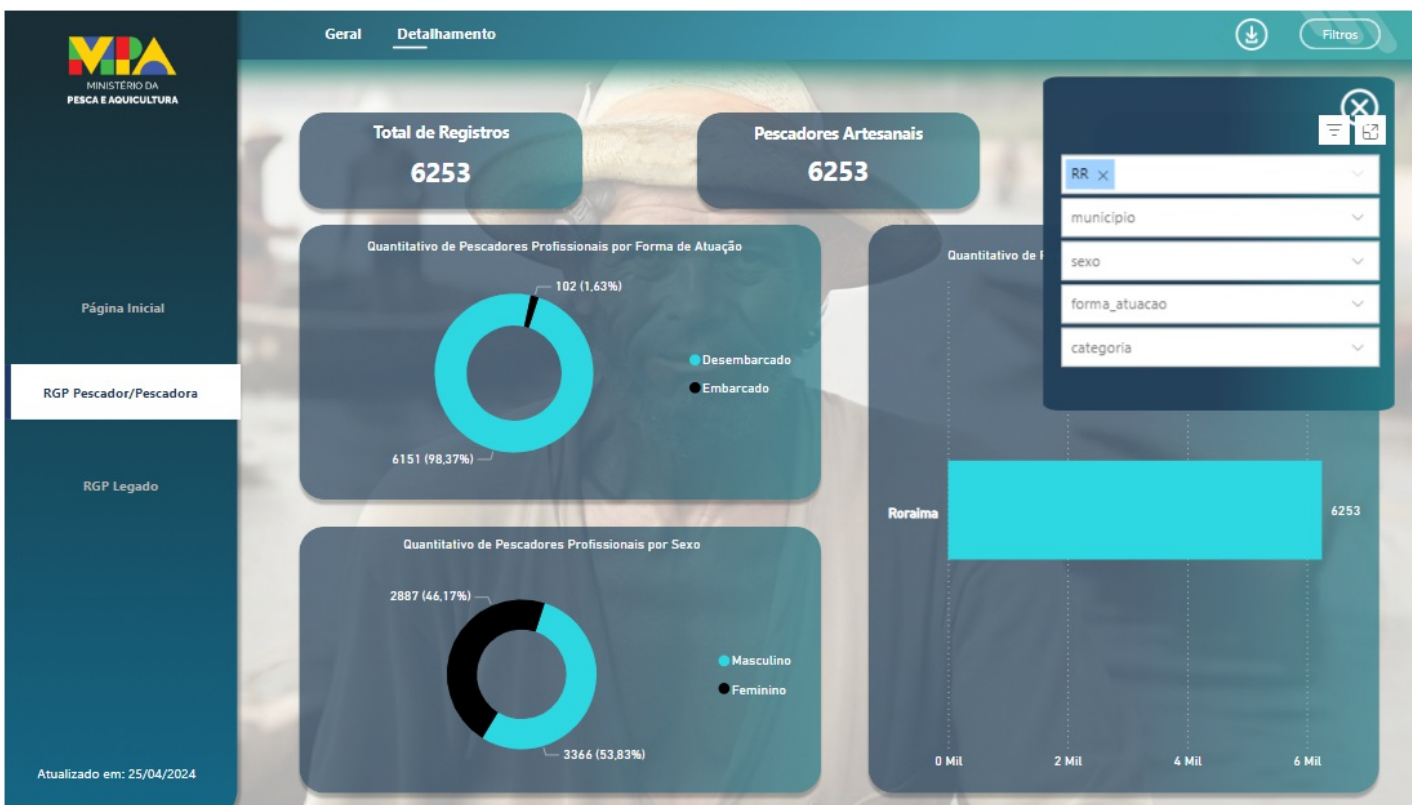 MPA
MINISTÉRIO DA
PESCA E AQUICULTURA
Geral Detalhamento
Filtros
Total de Registros
6253
Pescadores Artesanais
6253
RR
município
sexo
forma_atuacao
categoria
Página Inicial
RGP Pescador/Pescadora
RGP Legado
Atualizado em: 25/04/2024
Quantitativo de Pescadores Profissionais por Forma de Atuação
102 (1,63%)
Desembarcado
Embarcado
6151 (98,37%)
Quantitativo de Pescadores Profissionais por Sexo
2887 (46,17%)
Masculino
Feminino
3366 (53,83%)
Quantitativo de
Roraima
6253
0 Mil 2 Mil 4 Mil 6 Mil